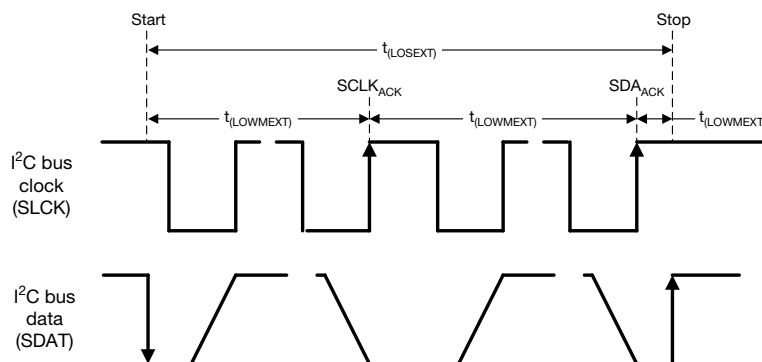 Start Stop
t(LOSEXT)
SCLKACK SDAACK
t(LOWMEXT) t(LOWMEXT) t(LOWMEXT
I²C bus
clock
(SLCK)
I²C bus
data
(SDAT)